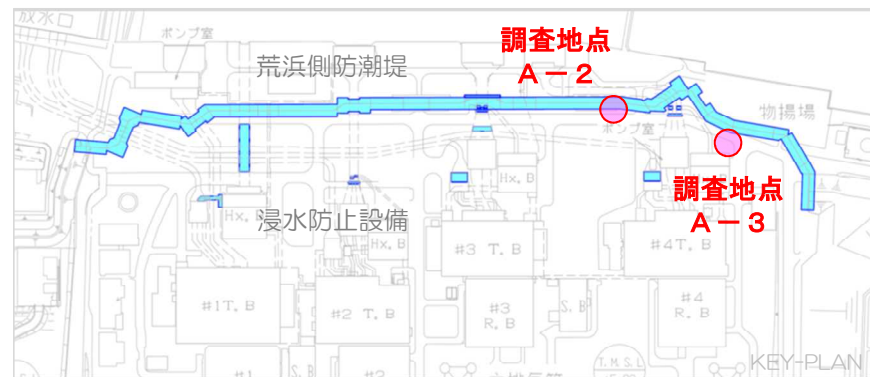 放水口
ポンプ室
荒浜側防潮堤
調査地点
A-2
物揚場
ポンプ室
調査地点
A-3
Hx.
浸水防止設備
Hx. B
Hx. B
#3 T. B
#4T. B
#1T. B
#2 T. B
#3
R. B
S. B
#4
R. B
S. B
T.M.S.L
#1
#2
KEY-PLAN